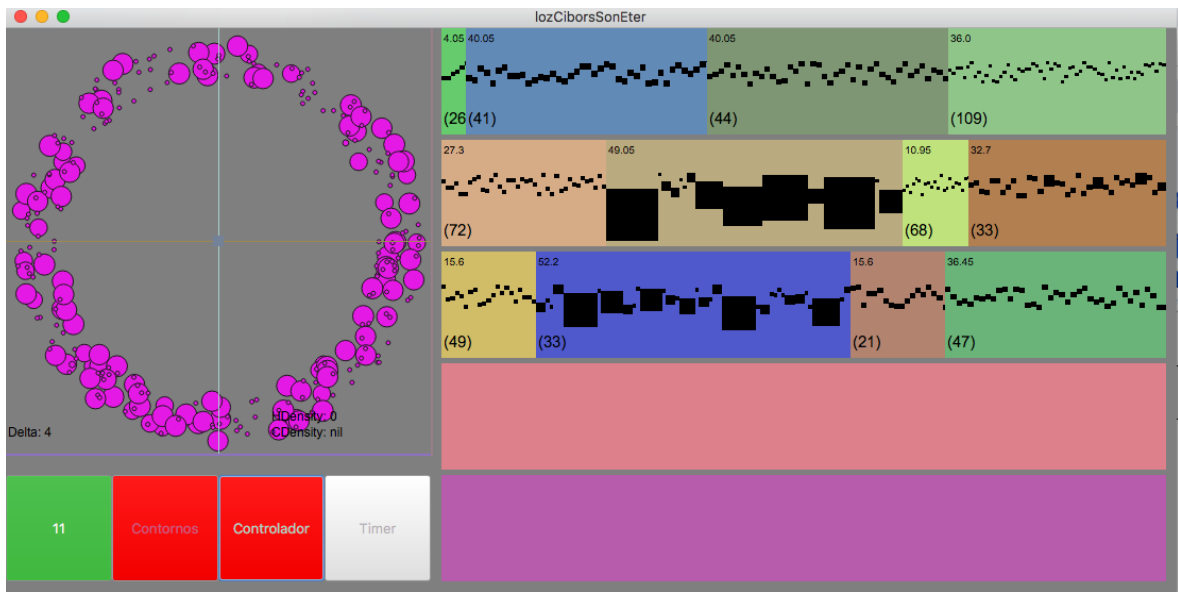 lozCiborsSonEter
4.05 40.05 40.05 36.0
(26 (41) (44) (109)
27.3 49.05 10.95 32.7
(72) (68) (33)
15.6 52.2 15.6 36.45
(49) (33) (21) (47)
Delta: 4
HDensity: 0
CDensity: nil
11 Contornos Controlador Timer